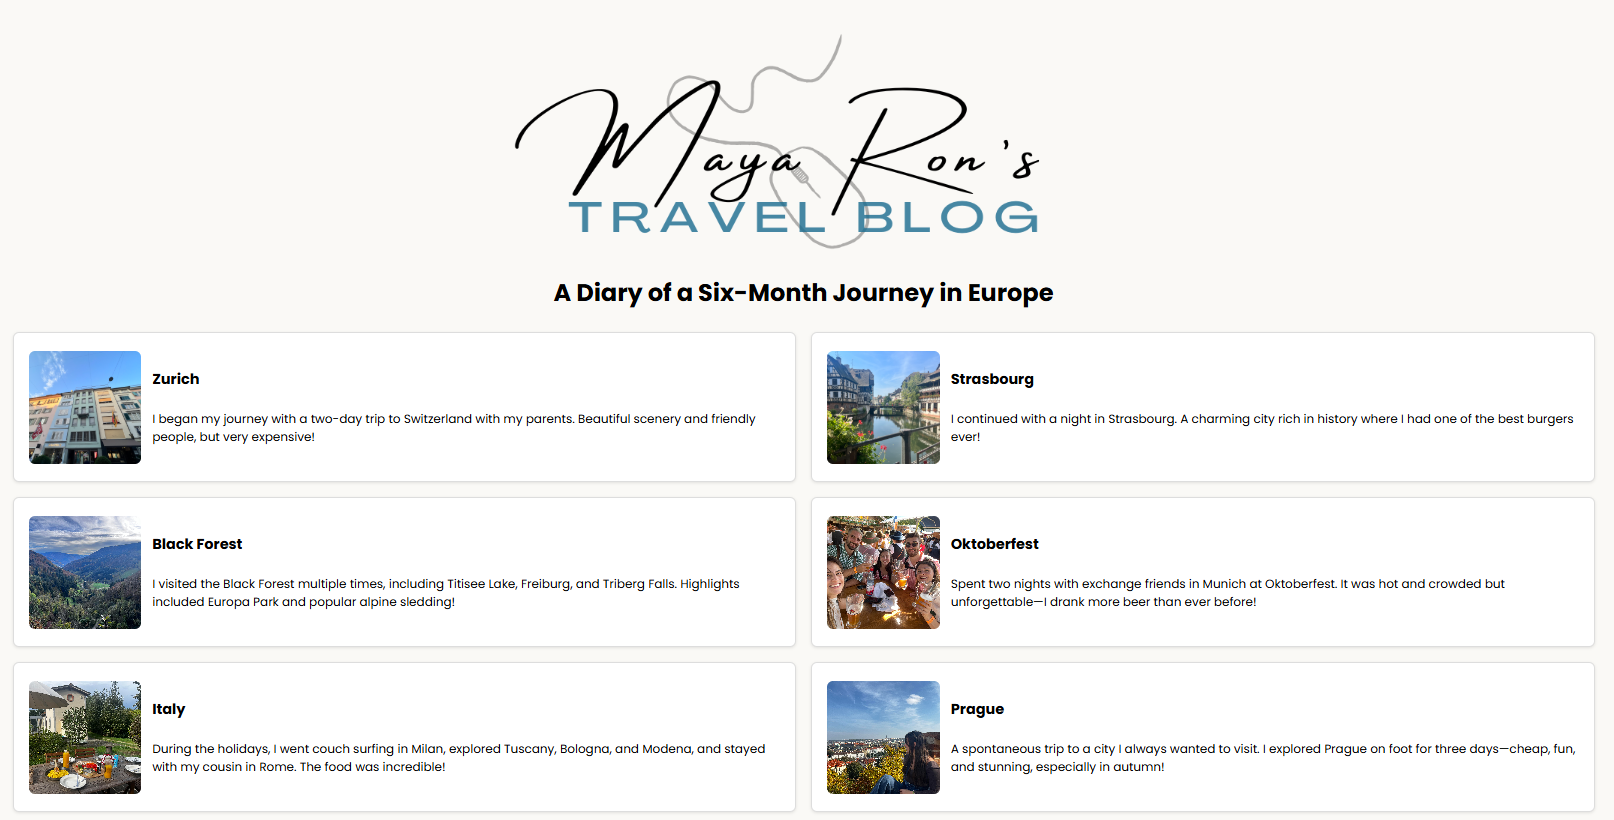 Maya Ron's
TRAVEL BLOG
A Diary of a Six-Month Journey in Europe
Zurich
I began my journey with a two-day trip to Switzerland with my parents. Beautiful scenery and friendly
people, but very expensive!
Strasbourg
I continued with a night in Strasbourg. A charming city rich in history where I had one of the best burgers
ever!
Black Forest
I visited the Black Forest multiple times, including Titisee Lake, Freiburg, and Triberg Falls. Highlights
included Europa Park and popular alpine sledding!
Oktoberfest
Spent two nights with exchange friends in Munich at Oktoberfest. It was hot and crowded but
unforgettable—I drank more beer than ever before!
Italy
During the holidays, I went couch surfing in Milan, explored Tuscany, Bologna, and Modena, and stayed
with my cousin in Rome. The food was incredible!
Prague
A spontaneous trip to a city I always wanted to visit. I explored Prague on foot for three days—cheap, fun,
and stunning, especially in autumn!